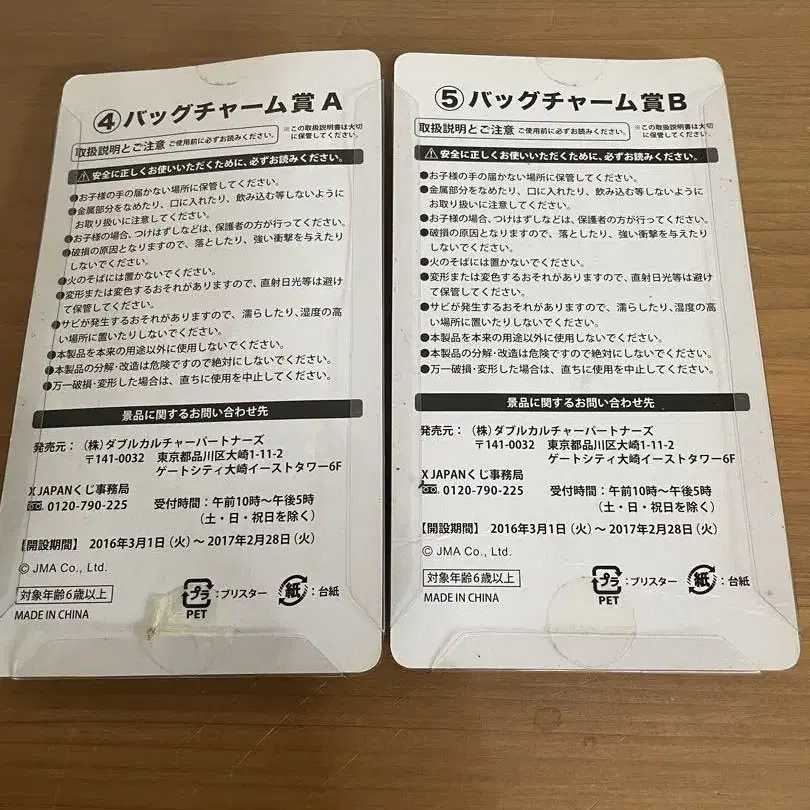 ④バッグチャーム賞A
取扱説明とご注意 ご使用前に必ずお読みください。
※この取扱説明書は大切に保管してください。
⚠安全に正しくお使いいただくために、必ずお読みください。
●お子様の手の届かない場所に保管してください。
●金属部分をなめたり、口に入れたり、飲み込む等しないように
お取り扱いに注意してください。
●お子様の場合、つけはずしなどは、保護者の方が行ってください。
●破損の原因となりますので、落としたり、強い衝撃を与えたり
しないでください。
●火のそばには置かないでください。
●変形または変色するおそれがありますので、直射日光等は避け
て保管してください。
●サビが発生するおそれがありますので、濡らしたり、湿度の高
い場所に置いたりしないでください。
●本製品を本来の用途以外に使用しないでください。
●本製品の分解・改造は危険ですので絶対にしないでください。
●万一破損・変形した場合は、直ちに使用を中止してください。
景品に関するお問い合わせ先
発売元：（株）ダブルカルチャーパートナーズ
〒141-0032 東京都品川区大崎1-11-2
ゲートシティ大崎イーストタワー6F
X JAPANくじ事務局
0120-790-225 受付時間：午前10時〜午後5時
（土・日・祝日を除く）
【開設期間】 2016年3月1日（火）〜2017年2月28日（火）
© JMA Co., Ltd.
対象年齢6歳以上
MADE IN CHINA
プラ：ブリスター 紙：台紙
PET
⑤バッグチャーム賞B
取扱説明とご注意 ご使用前に必ずお読みください。
※この取扱説明書は大切に保管してください。
⚠安全に正しくお使いいただくために、必ずお読みください。
●お子様の手の届かない場所に保管してください。
●金属部分をなめたり、口に入れたり、飲み込む等しないように
お取り扱いに注意してください。
●お子様の場合、つけはずしなどは、保護者の方が行ってください。
●破損の原因となりますので、落としたり、強い衝撃を与えたり
しないでください。
●火のそばには置かないでください。
●変形または変色するおそれがありますので、直射日光等は避け
て保管してください。
●サビが発生するおそれがありますので、濡らしたり、湿度の高
い場所に置いたりしないでください。
●本製品を本来の用途以外に使用しないでください。
●本製品の分解・改造は危険ですので絶対にしないでください。
●万一破損・変形した場合は、直ちに使用を中止してください。
景品に関するお問い合わせ先
発売元：（株）ダブルカルチャーパートナーズ
〒141-0032 東京都品川区大崎1-11-2
ゲートシティ大崎イーストタワー6F
X JAPANくじ事務局
0120-790-225 受付時間：午前10時〜午後5時
（土・日・祝日を除く）
【開設期間】 2016年3月1日（火）〜2017年2月28日（火）
© JMA Co., Ltd.
対象年齢6歳以上
MADE IN CHINA
プラ：ブリスター 紙：台紙
PET